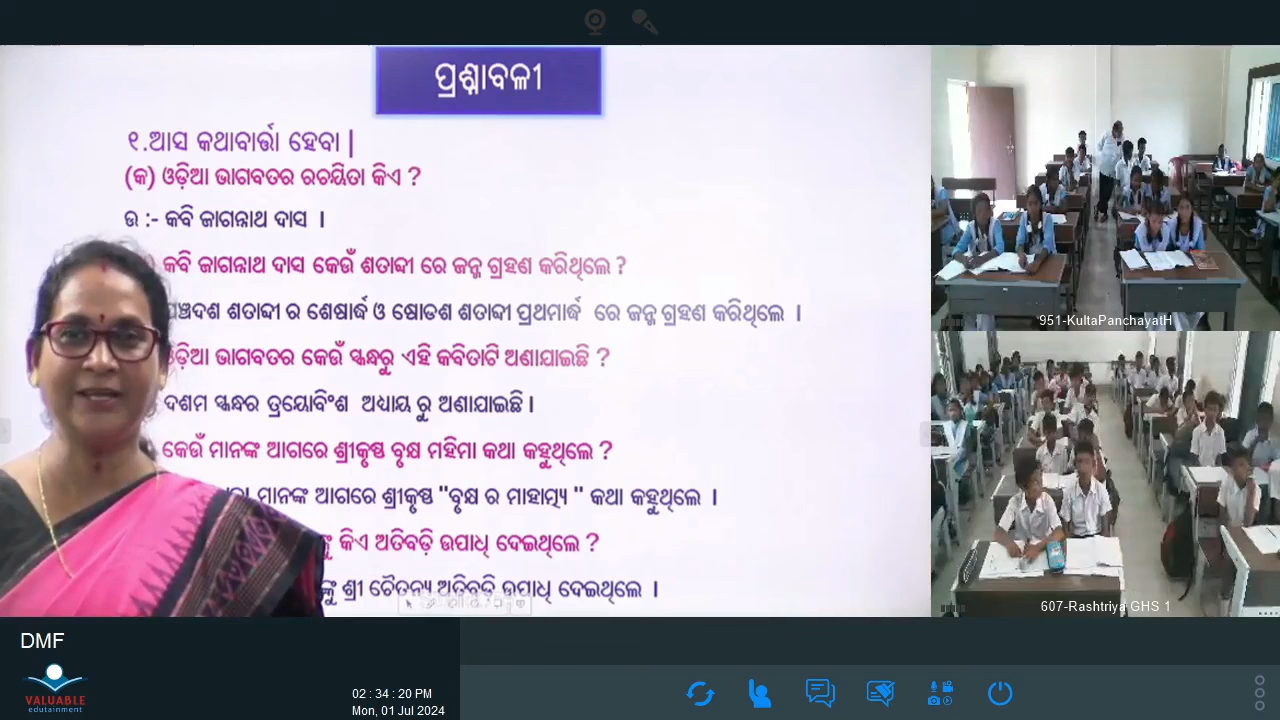 ପ୍ରଶ୍ନାବଳୀ
୧.ଆସ କଥାବାର୍ତ୍ତା ହେବା |
(କ) ଓଡ଼ିଆ ଭାଗବତର ରଚୟିତା କିଏ ?
ଉ :- କବି ଜାଗନ୍ନାଥ ଦାସ ।
କବି ଜାଗନ୍ନାଥ ଦାସ କେଉଁ ଶତାବ୍ଦୀ ରେ ଜନ୍ମ ଗ୍ରହଣ କରିଥିଲେ ?
ପଞ୍ଚଦଶ ଶତାବ୍ଦୀ ର ଶେଷାର୍ଦ୍ଧ ଓ ଷୋଡଶ ଶତାବ୍ଦୀ ପ୍ରଥମାର୍ଦ୍ଧ ରେ ଜନ୍ମ ଗ୍ରହଣ କରିଥିଲେ ।
ଓଡ଼ିଆ ଭାଗବତର କେଉଁ ସ୍କନ୍ଧରୁ ଏହି କବିତାଟି ଅଣାଯାଇଛି ?
ଦଶମ ସ୍କନ୍ଧର ତ୍ରୟୋବିଂଶ ଅଧ୍ୟାୟ ରୁ ଅଣାଯାଇଛି ।
କେଉଁ ମାନଙ୍କ ଆଗରେ ଶ୍ରୀକୃଷ୍ଣ ବୃକ୍ଷ ମହିମା କଥା କହୁଥିଲେ ?
ମାନଙ୍କ ଆଗରେ ଶ୍ରୀକୃଷ୍ଣ "ବୃକ୍ଷ ର ମାହାତ୍ମ୍ୟ " କଥା କହୁଥିଲେ ।
କିଏ ଅତିବଡ଼ି ଉପାଧି ଦେଇଥିଲେ ?
ଶ୍ରୀ ଚୈତନ୍ୟ ଅତିବଡି ଉପାଧି ଦେଇଥିଲେ ।
951-KultaPanchayatH
607-Rashtriya GHS 1
DMF
VALUABLE
edutainment
02 : 34 : 20 PM
Mon, 01 Jul 2024